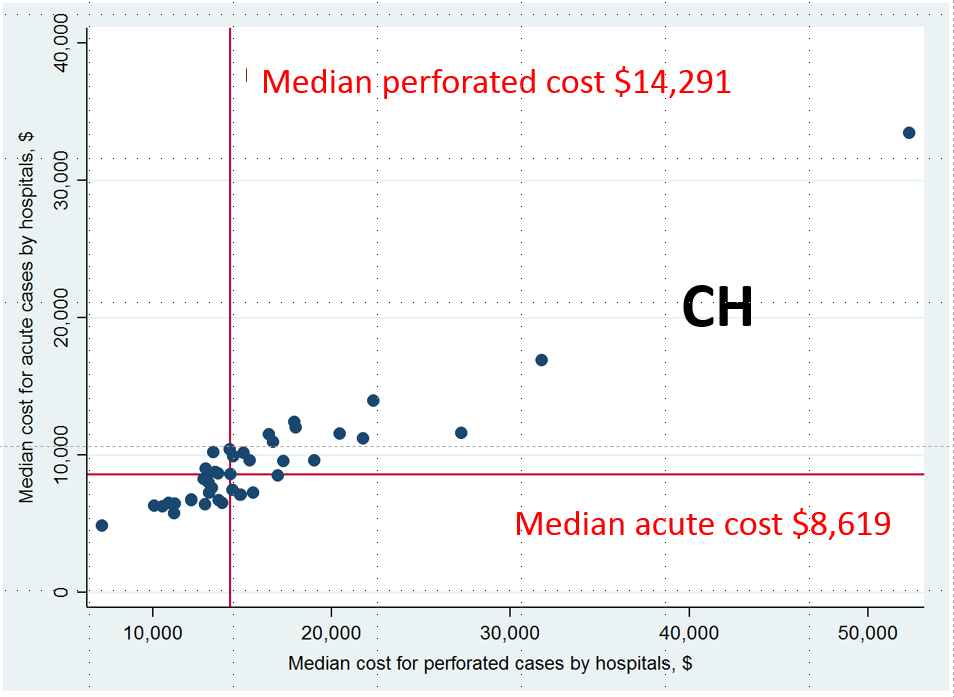 40,000
Median perforated cost $14,291
30,000
CH
20,000
Median cost for acute cases by hospitals, $
10,000
Median acute cost $8,619
0
10,000 20,000 30,000 40,000 50,000
Median cost for perforated cases by hospitals, $